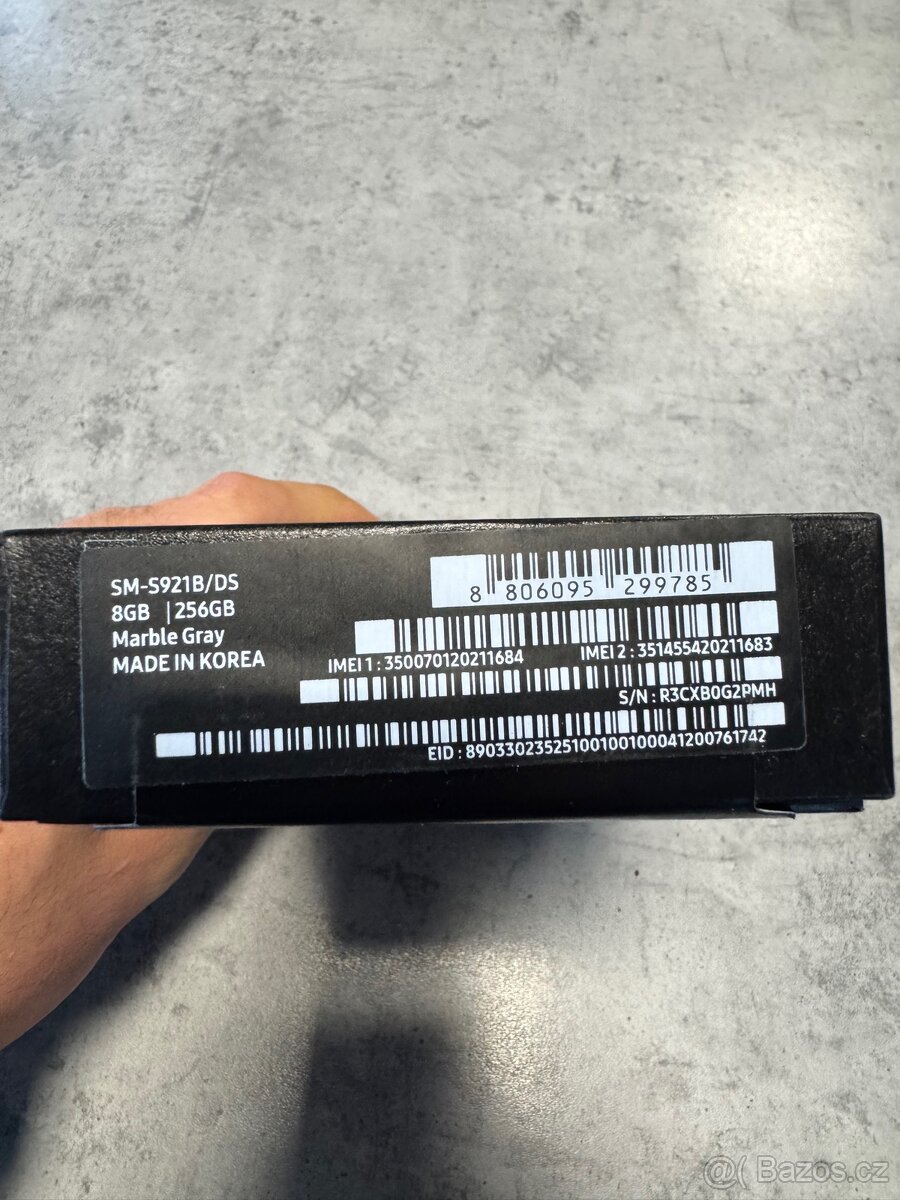 SM-S921B/DS
8GB | 256GB
Marble Gray
MADE IN KOREA
8 806095 299785
IMEI 1 : 350070120211684
IMEI 2 : 351455420211683
S/N : R3CXB0G2PMH
EID : 89033023525100100100041200761742
@( Bazos.cz